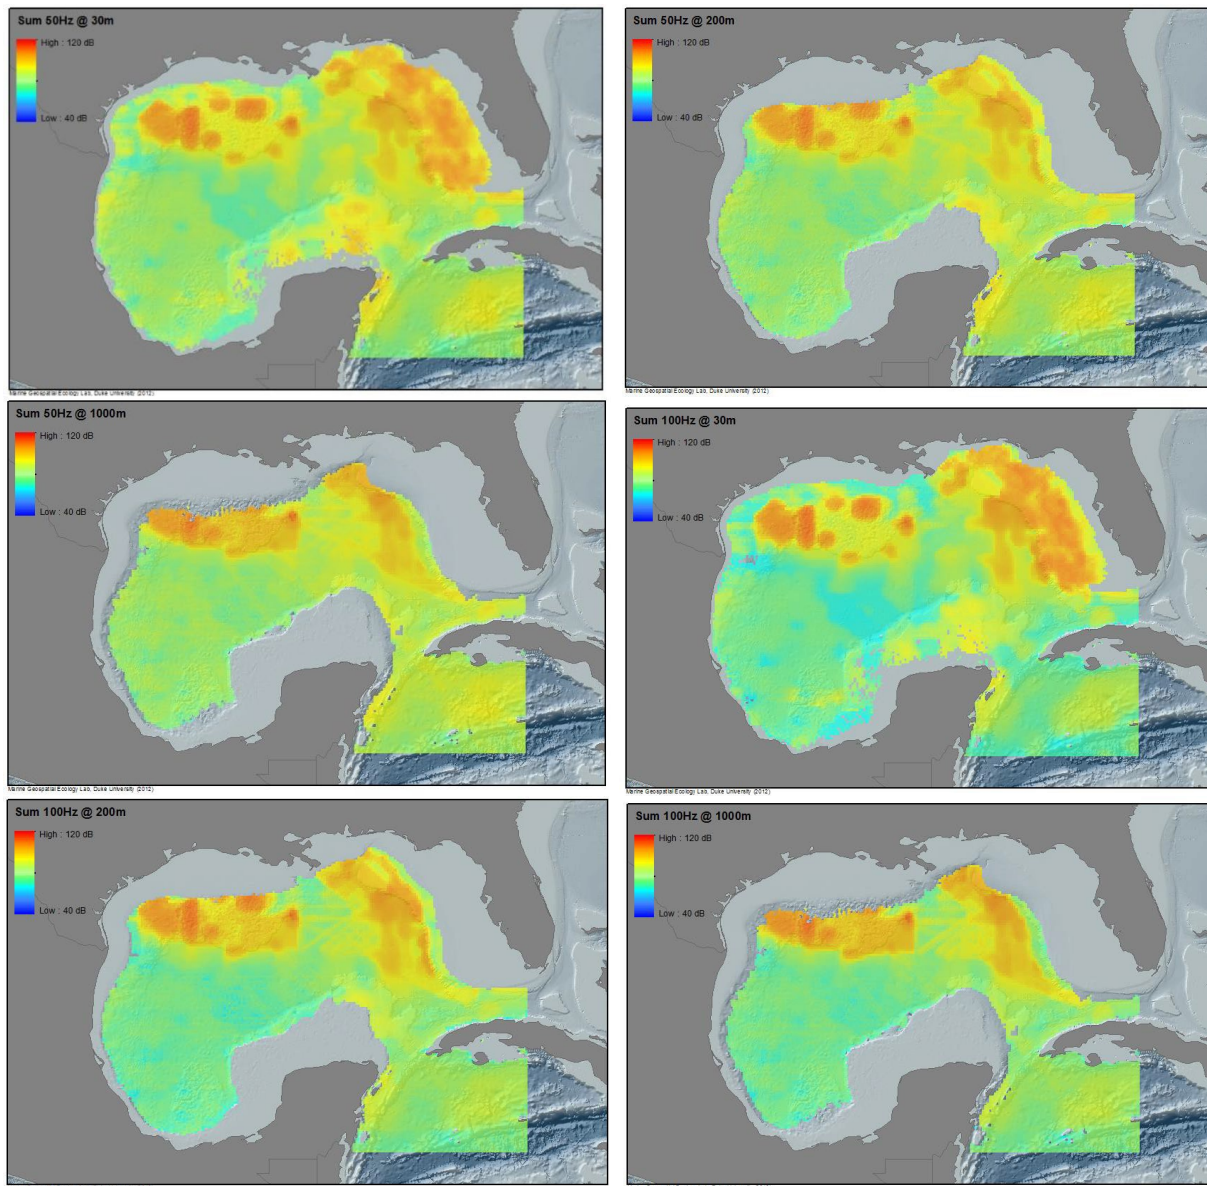 Sum 50Hz @ 30m
High : 120 dB
Low : 40 dB
Marine Geospatial Ecology Lab, Duke University (2012)
Sum 50Hz @ 200m
High : 120 dB
Low : 40 dB
Marine Geospatial Ecology Lab, Duke University (2012)
Sum 50Hz @ 1000m
High : 120 dB
Low : 40 dB
Marine Geospatial Ecology Lab, Duke University (2012)
Sum 100Hz @ 30m
High : 120 dB
Low : 40 dB
Marine Geospatial Ecology Lab, Duke University (2012)
Sum 100Hz @ 200m
High : 120 dB
Low : 40 dB
Sum 100Hz @ 1000m
High : 120 dB
Low : 40 dB